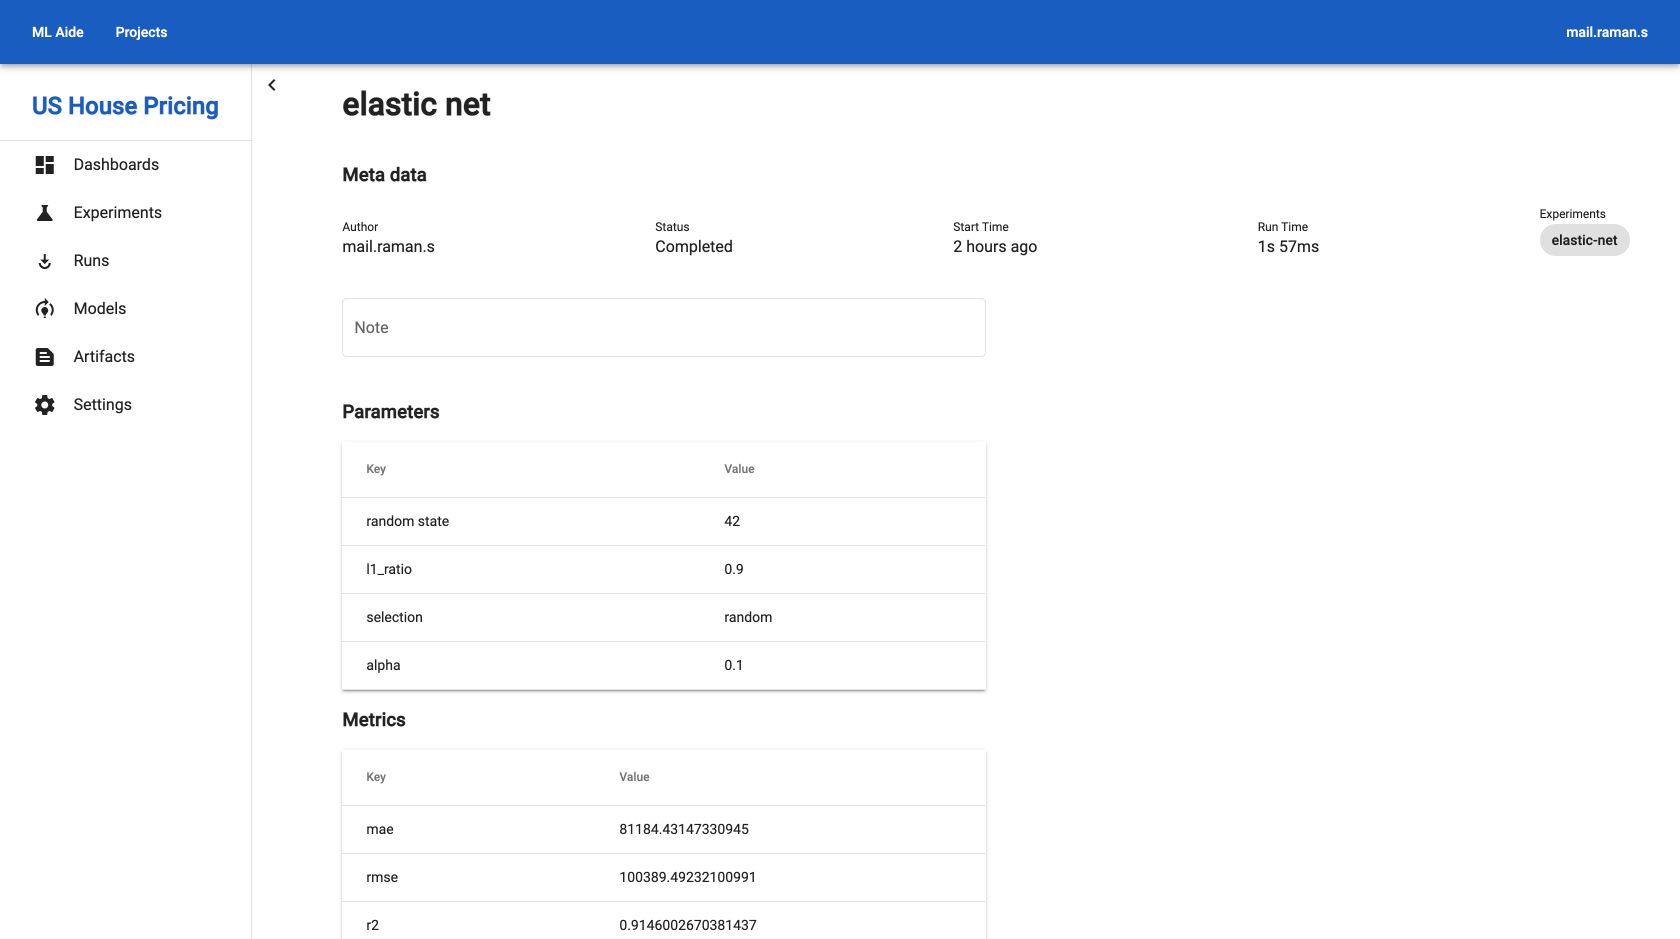 ML Aide Projects mail.raman.s
US House Pricing
Dashboards
Experiments
Runs
Models
Artifacts
Settings
elastic net
Meta data
Author
mail.raman.s
Status
Completed
Start Time
2 hours ago
Run Time
1s 57ms
Experiments
elastic-net
Note
Parameters
Key Value
random state 42
l1_ratio 0.9
selection random
alpha 0.1
Metrics
Key Value
mae 81184.43147330945
rmse 100389.49232100991
r2 0.9146002670381437